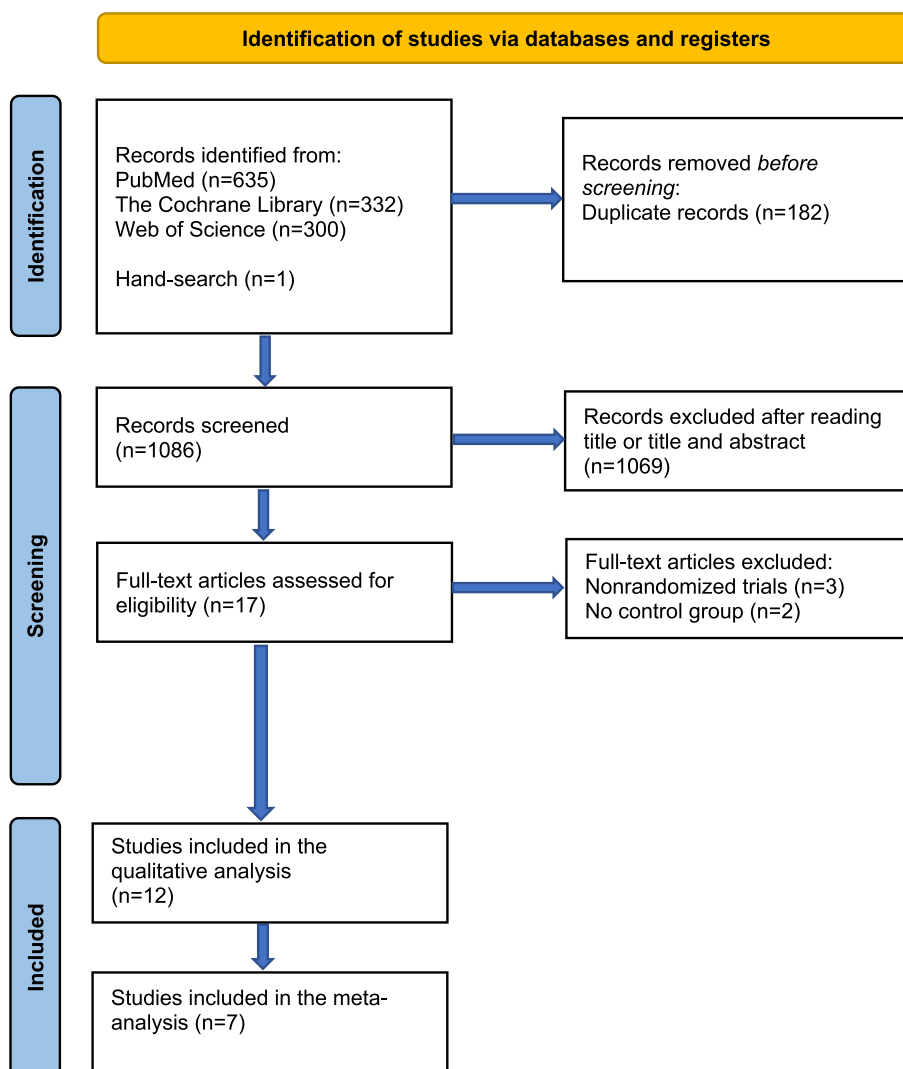 Identification of studies via databases and registers
Identification
Records identified from:
PubMed (n=635)
The Cochrane Library (n=332)
Web of Science (n=300)
Hand-search (n=1)
Records removed before
screening:
Duplicate records (n=182)
Screening
Records screened
(n=1086)
Records excluded after reading
title or title and abstract
(n=1069)
Full-text articles assessed for
eligibility (n=17)
Full-text articles excluded:
Nonrandomized trials (n=3)
No control group (n=2)
Included
Studies included in the
qualitative analysis
(n=12)
Studies included in the meta-
analysis (n=7)